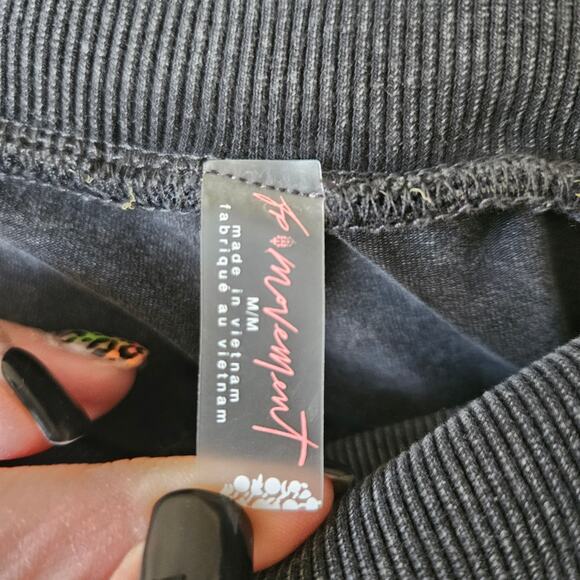 fp movement
M/M
made in vietnam
fabriqué au vietnam